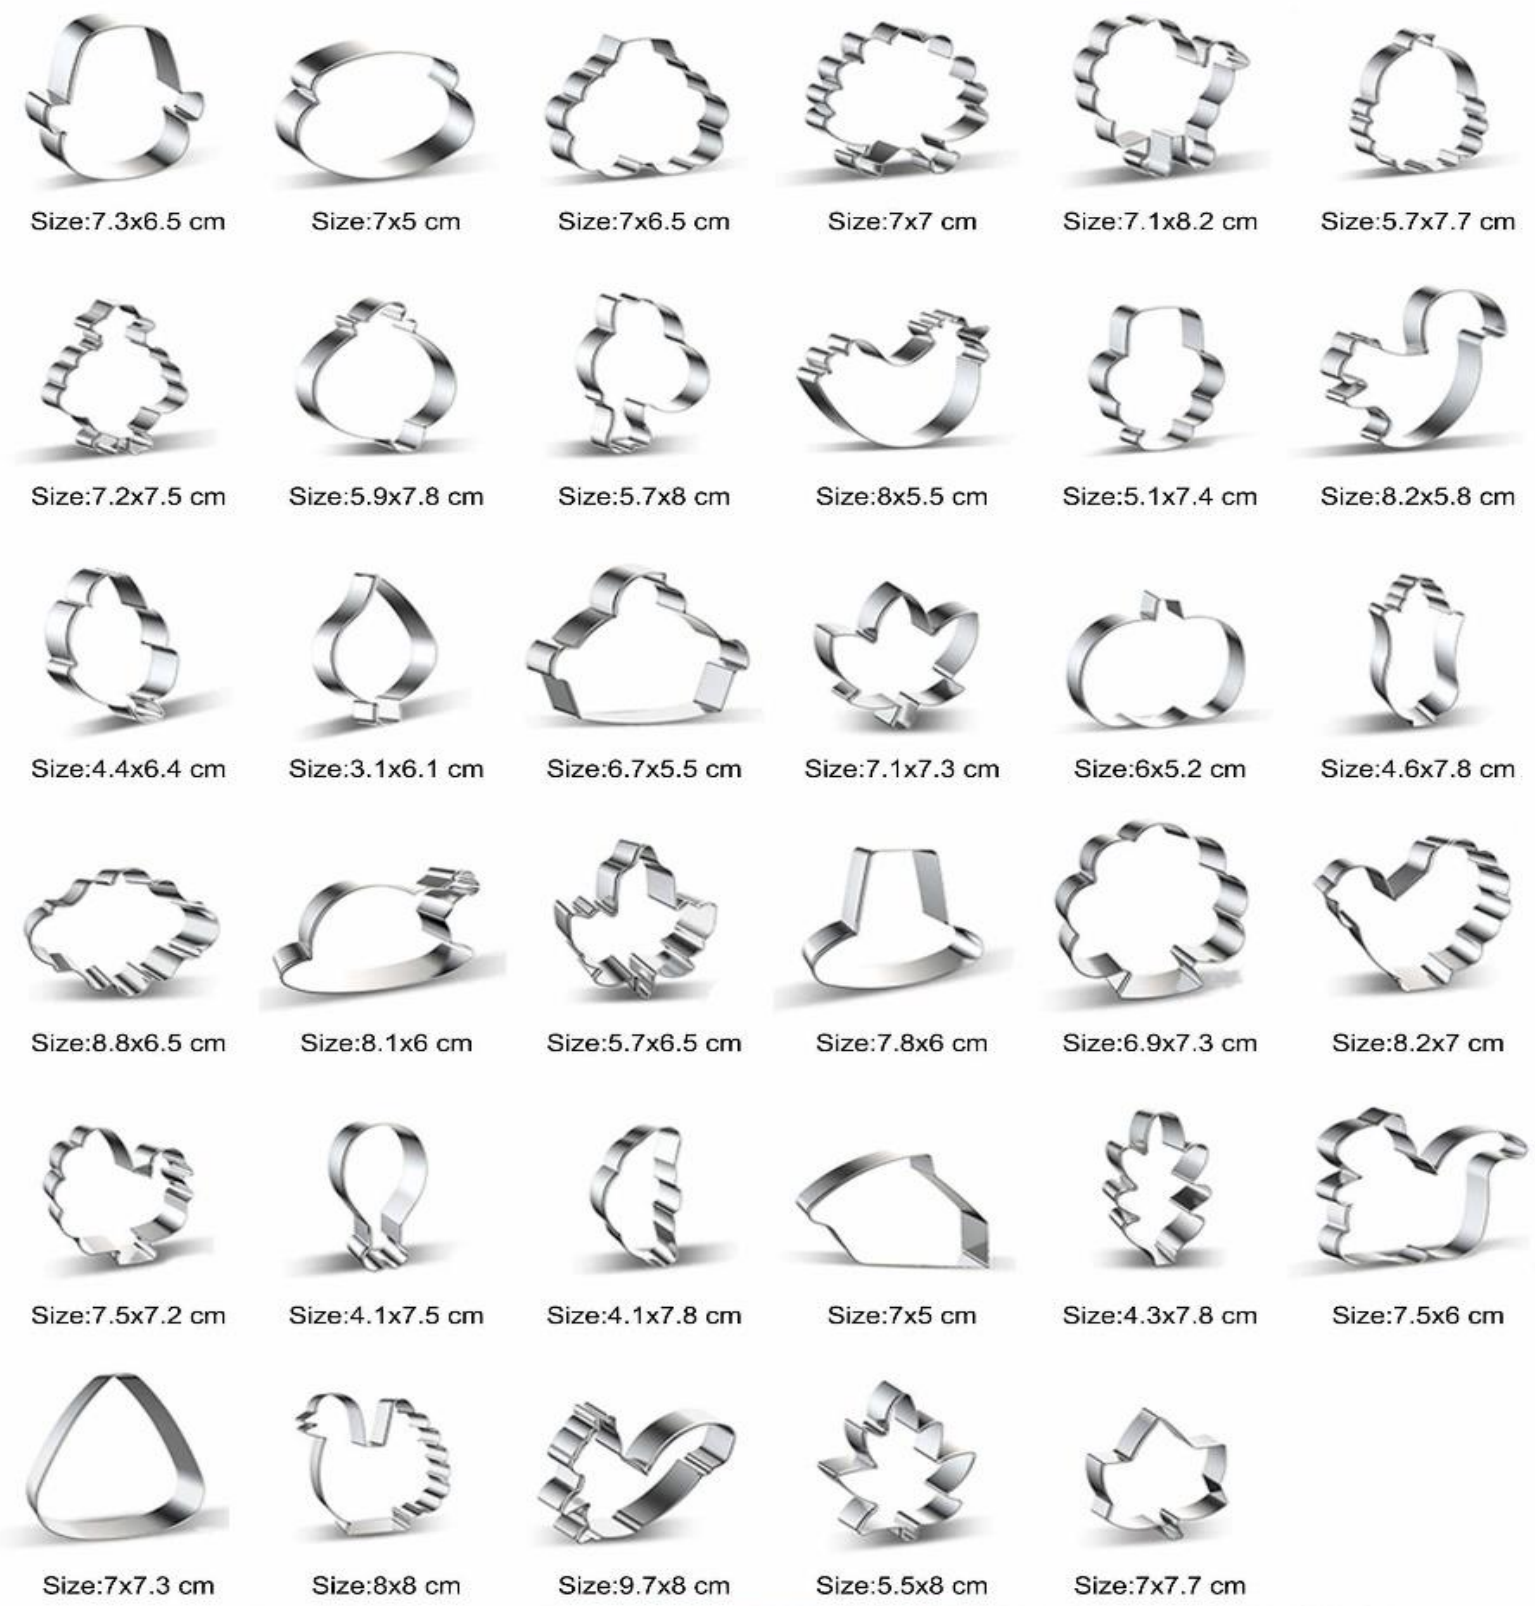 Size:7.3x6.5 cm
Size:7x5 cm
Size:7x6.5 cm
Size:7x7 cm
Size:7.1x8.2 cm
Size:5.7x7.7 cm
Size:7.2x7.5 cm
Size:5.9x7.8 cm
Size:5.7x8 cm
Size:8x5.5 cm
Size:5.1x7.4 cm
Size:8.2x5.8 cm
Size:4.4x6.4 cm
Size:3.1x6.1 cm
Size:6.7x5.5 cm
Size:7.1x7.3 cm
Size:6x5.2 cm
Size:4.6x7.8 cm
Size:8.8x6.5 cm
Size:8.1x6 cm
Size:5.7x6.5 cm
Size:7.8x6 cm
Size:6.9x7.3 cm
Size:8.2x7 cm
Size:7.5x7.2 cm
Size:4.1x7.5 cm
Size:4.1x7.8 cm
Size:7x5 cm
Size:4.3x7.8 cm
Size:7.5x6 cm
Size:7x7.3 cm
Size:8x8 cm
Size:9.7x8 cm
Size:5.5x8 cm
Size:7x7.7 cm